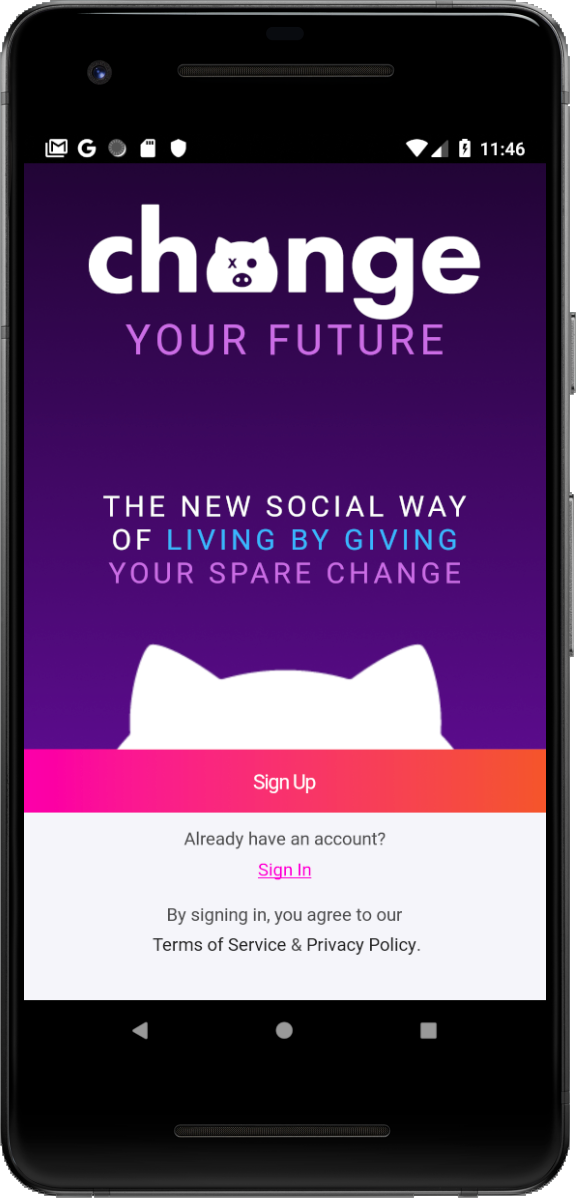 11:46
change
YOUR FUTURE
THE NEW SOCIAL WAY
OF LIVING BY GIVING
YOUR SPARE CHANGE
Sign Up
Already have an account?
Sign In
By signing in, you agree to our
Terms of Service & Privacy Policy.